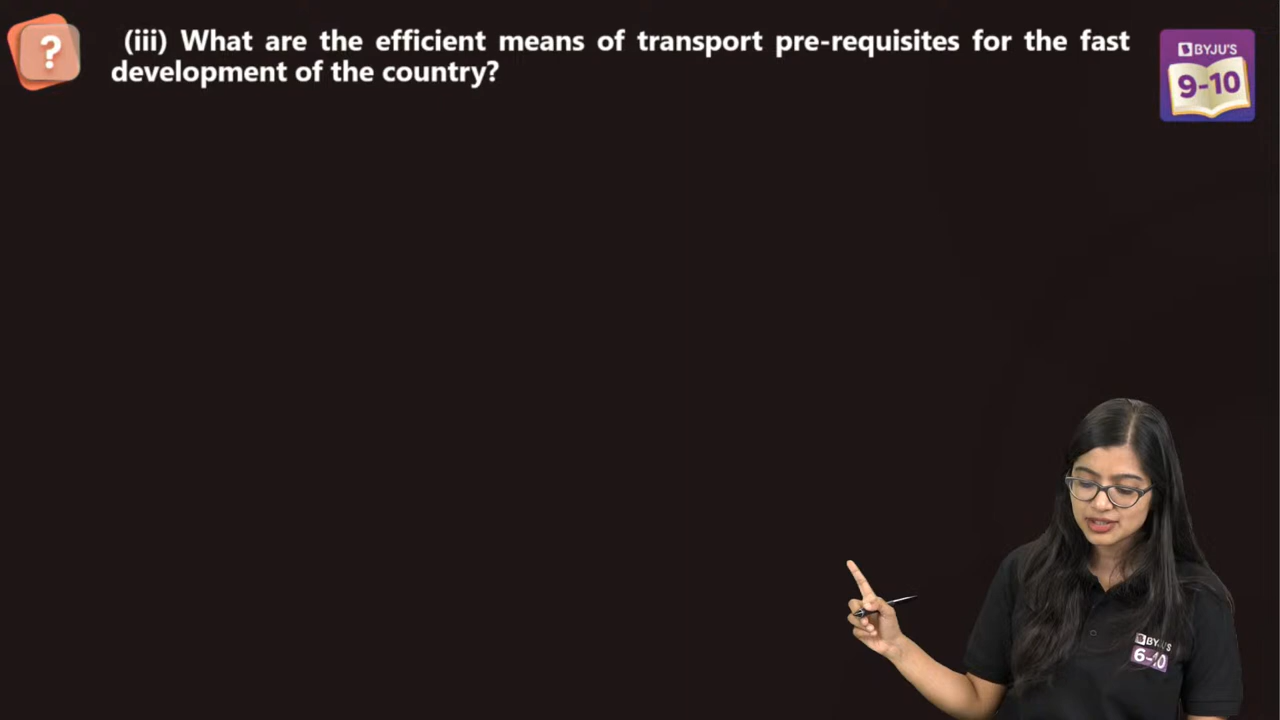 ?
(iii) What are the efficient means of transport pre-requisites for the fast
development of the country?
BYJU'S
9-10
BYJU'S
6-10